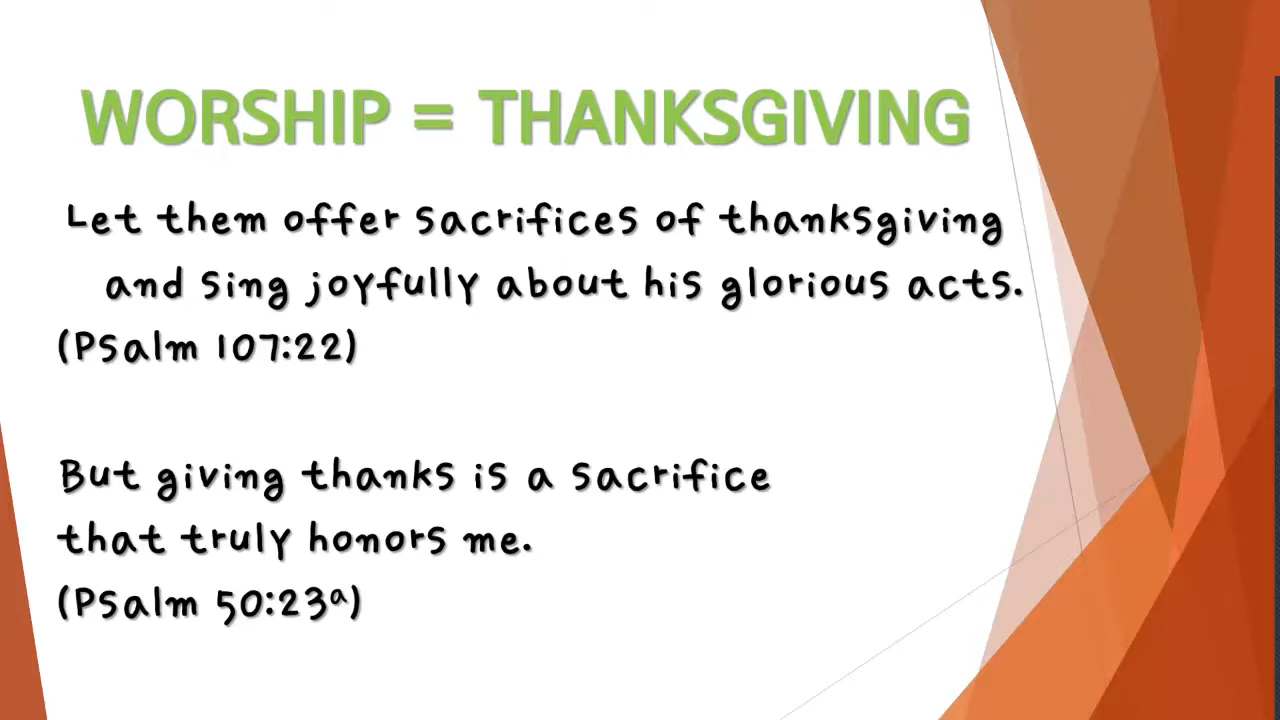 WORSHIP = THANKSGIVING
Let them offer sacrifices of thanksgiving
and sing joyfully about his glorious acts.
(Psalm 107:22)
But giving thanks is a sacrifice
that truly honors me.
(Psalm 50:23ᵃ)